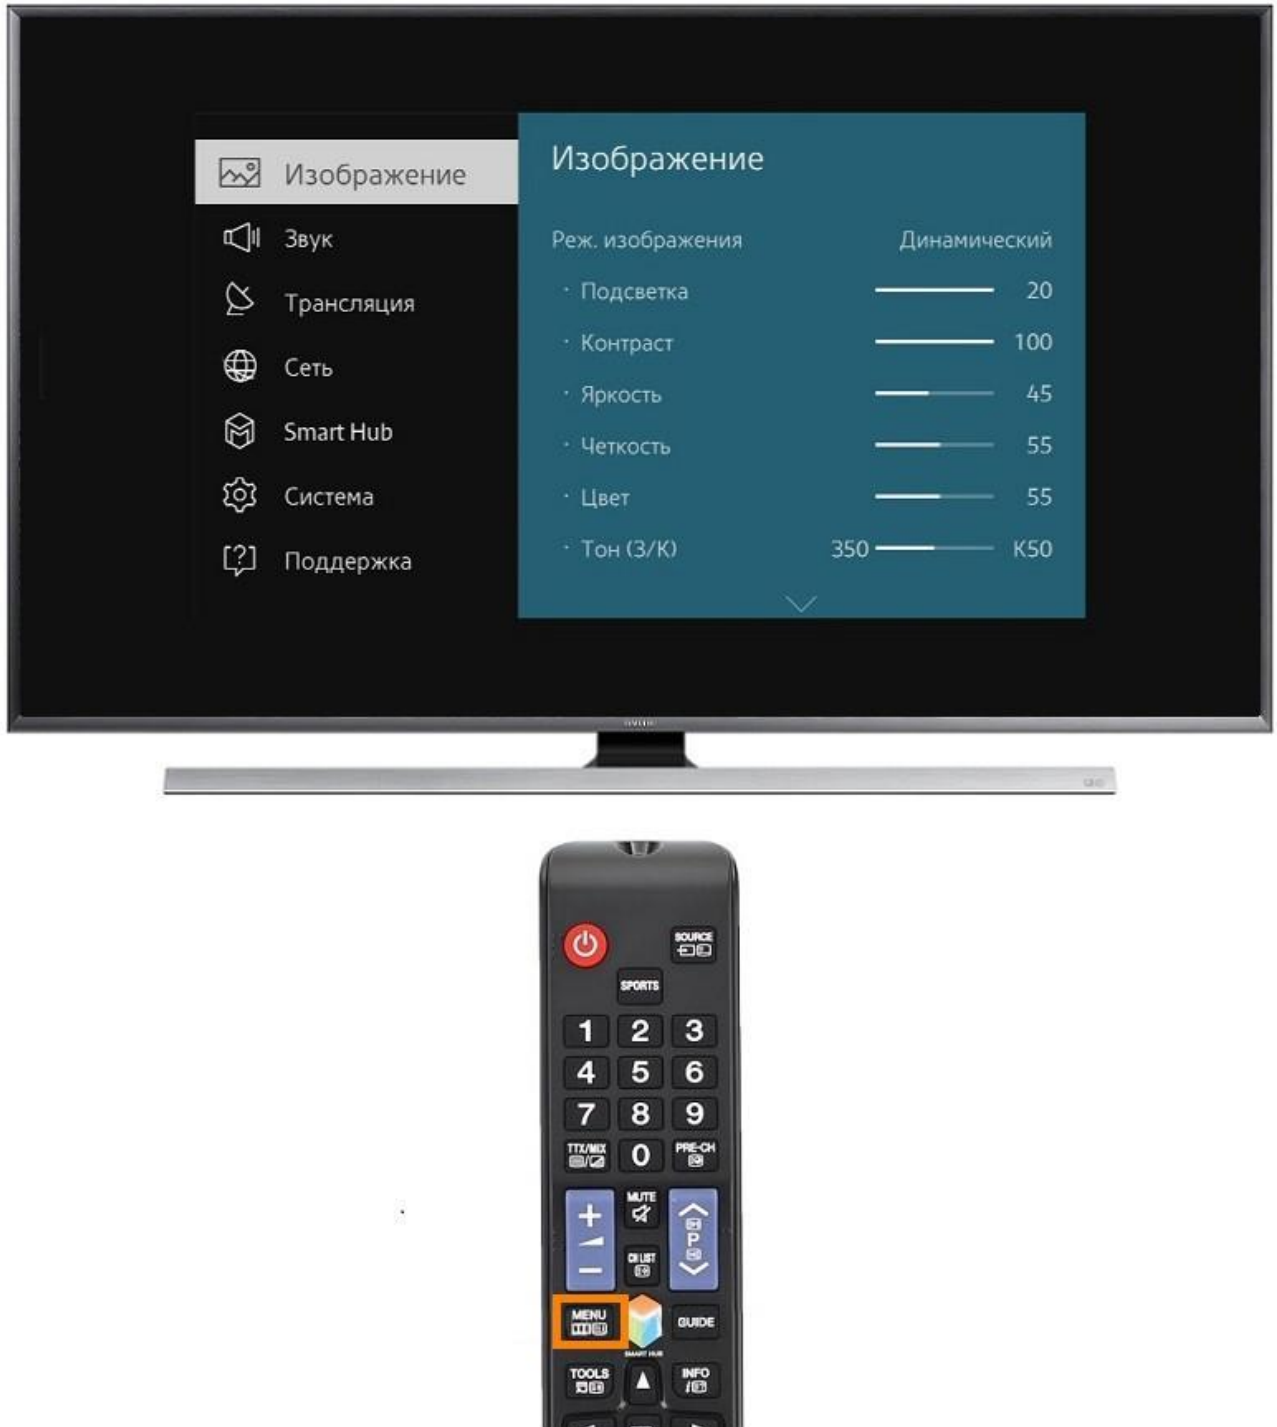 Изображение
Звук
Трансляция
Сеть
Smart Hub
Система
Поддержка
Изображение
Реж. изображения Динамический
· Подсветка 20
· Контраст 100
· Яркость 45
· Четкость 55
· Цвет 55
· Тон (З/К) З50 К50
SOURCE
SPORTS
1 2 3
4 5 6
7 8 9
TTX/MIX 0 PRE-CH
MUTE
+ P
CH LIST
−
MENU GUIDE
SMART HUB
TOOLS INFO